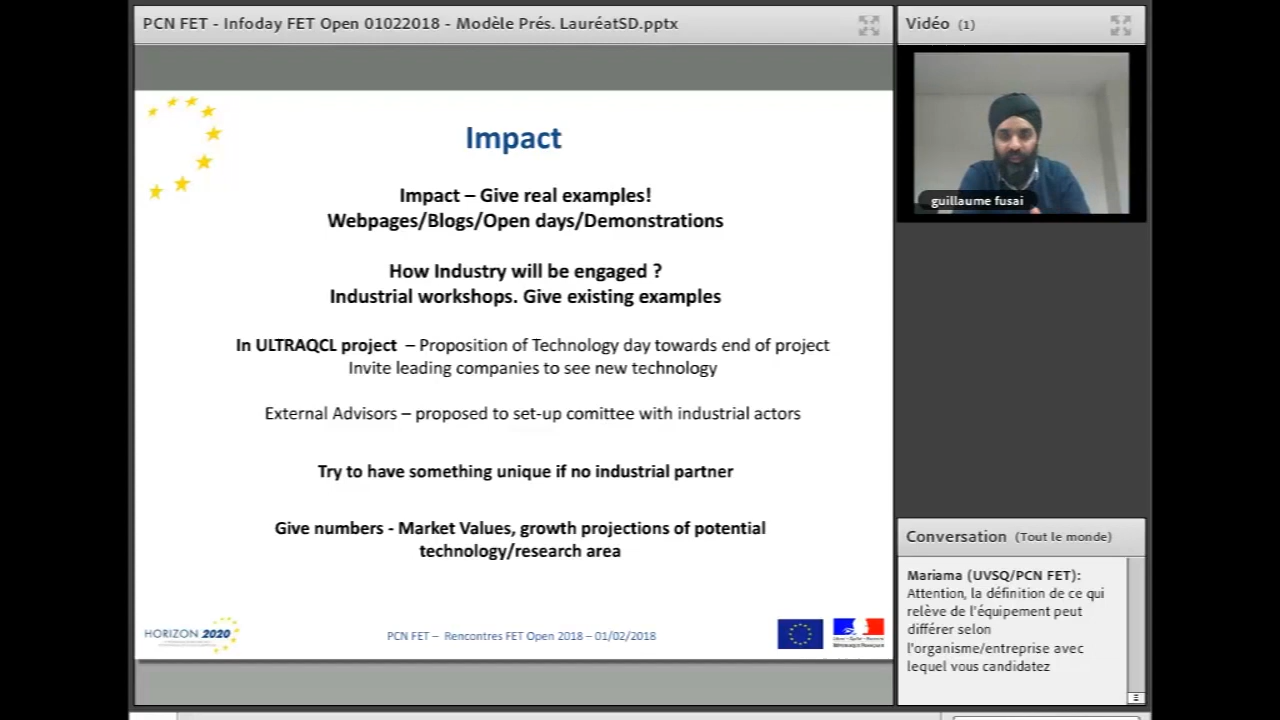 PCN FET - Infoday FET Open 01022018 - Modèle Prés. LauréatSD.pptx
Impact
Impact – Give real examples!
Webpages/Blogs/Open days/Demonstrations
How Industry will be engaged ?
Industrial workshops. Give existing examples
In ULTRAQCL project – Proposition of Technology day towards end of project
Invite leading companies to see new technology
External Advisors – proposed to set-up comittee with industrial actors
Try to have something unique if no industrial partner
Give numbers - Market Values, growth projections of potential
technology/research area
HORIZON 2020
PCN FET – Rencontres FET Open 2018 – 01/02/2018
Vidéo (1)
guillaume fusai
Conversation (Tout le monde)
Mariama (UVSQ/PCN FET):
Attention, la définition de ce qui
relève de l'équipement peut
différer selon
l'organisme/entreprise avec
lequel vous candidatez